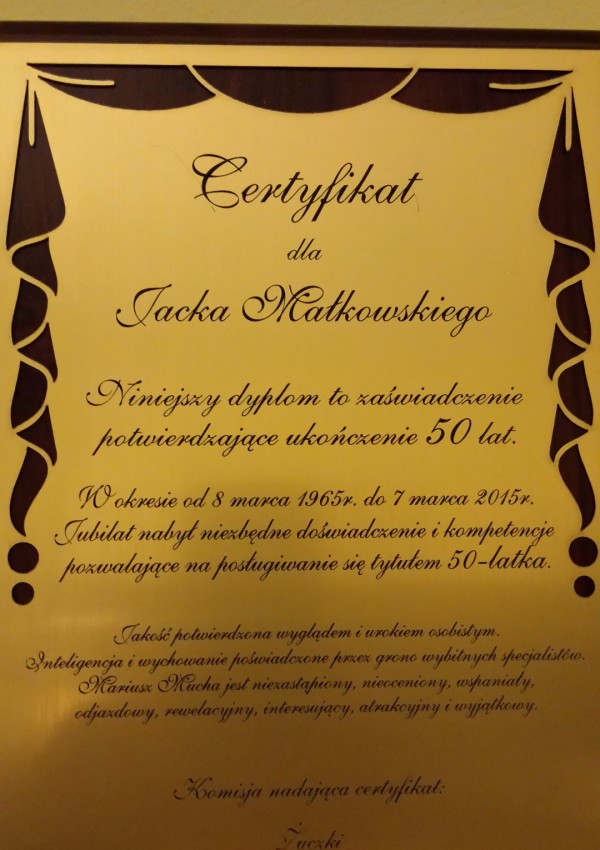 Certyfikat
dla
Jacka Małkowskiego
Niniejszy dyplom to zaświadczenie
potwierdzające ukończenie 50 lat.
W okresie od 8 marca 1965r. do 7 marca 2015r.
Jubilat nabył niezbędne doświadczenie i kompetencje
pozwalające na posługiwanie się tytułem 50-latka.
Jakość potwierdzona wyglądem i urokiem osobistym.
Inteligencja i wychowanie poświadczone przez grono wybitnych specjalistów.
Mariusz Mucha jest niezastąpiony, nieoceniony, wspaniały,
odjazdowy, rewelacyjny, interesujący, atrakcyjny i wyjątkowy.
Komisja nadająca certyfikat:
Żuczki